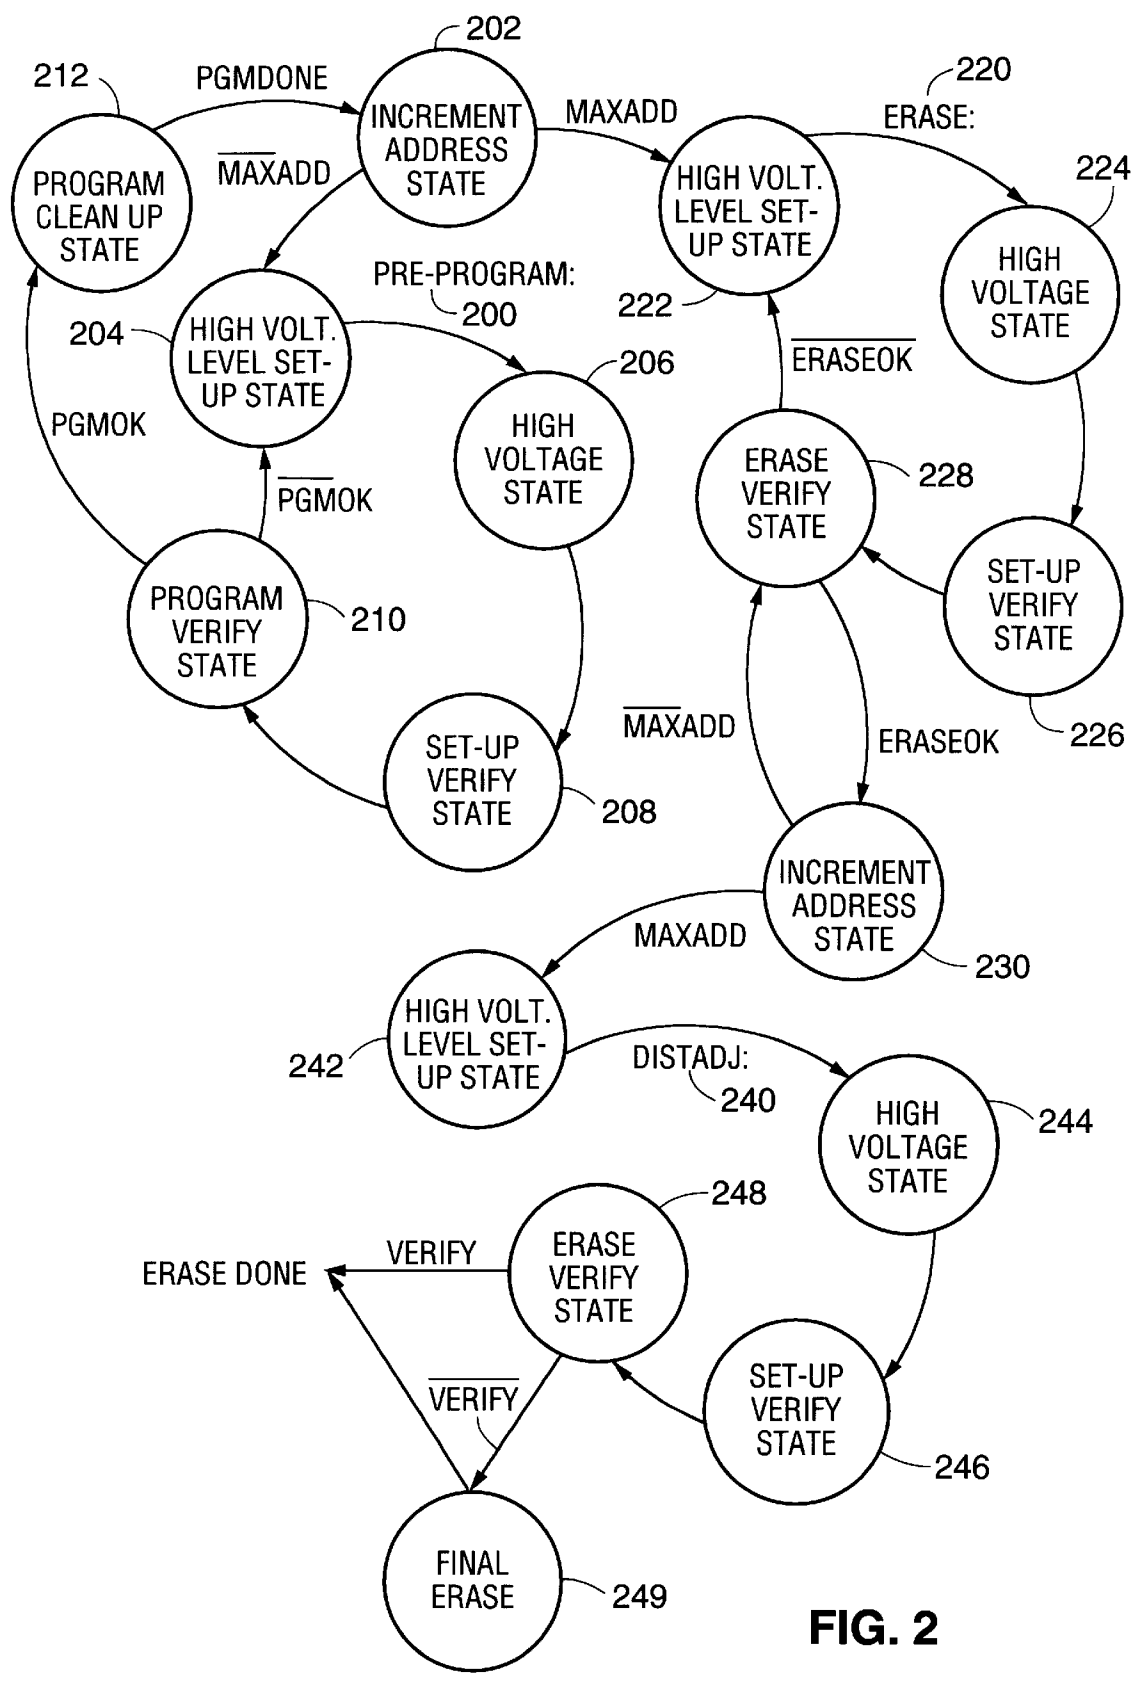 202
212
PGMDONE
INCREMENT
ADDRESS
STATE
MAXADD
220
ERASE:
MAXADD
PROGRAM
CLEAN UP
STATE
HIGH VOLT.
LEVEL SET-
UP STATE
222
224
HIGH
VOLTAGE
STATE
PRE-PROGRAM:
200
204
HIGH VOLT.
LEVEL SET-
UP STATE
206
HIGH
VOLTAGE
STATE
ERASEOK
PGMOK
PGMOK
ERASE
VERIFY
STATE
228
PROGRAM
VERIFY
STATE
210
SET-UP
VERIFY
STATE
226
MAXADD
ERASEOK
SET-UP
VERIFY
STATE
208
INCREMENT
ADDRESS
STATE
230
MAXADD
HIGH VOLT.
LEVEL SET-
UP STATE
242
DISTADJ:
240
HIGH
VOLTAGE
STATE
244
248
ERASE
VERIFY
STATE
VERIFY
ERASE DONE
VERIFY
SET-UP
VERIFY
STATE
246
FINAL
ERASE
249
FIG. 2